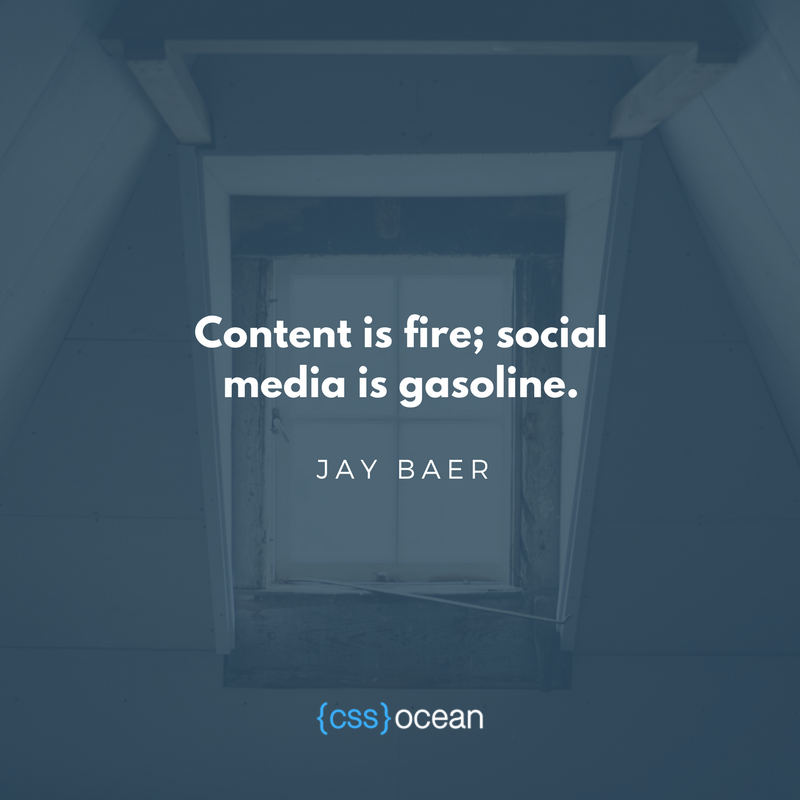 Content is fire; social
media is gasoline.
JAY BAER
{css}ocean